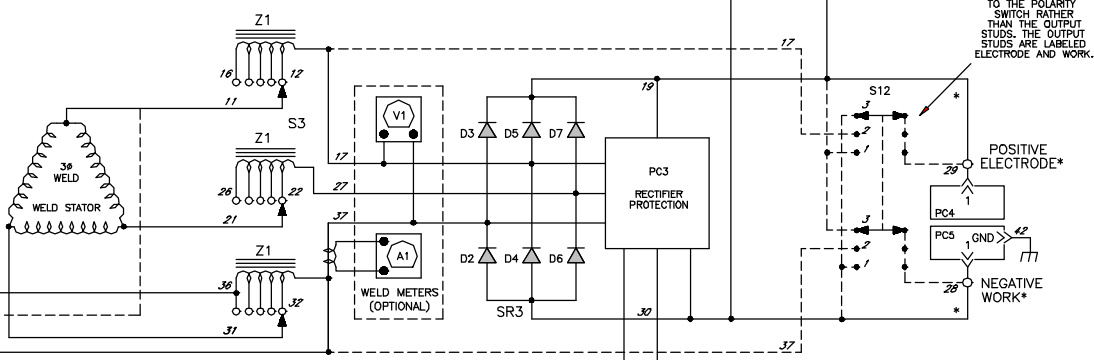 TO THE POLARITY
SWITCH RATHER
THAN THE OUTPUT
STUDS. THE OUTPUT
STUDS ARE LABELED
ELECTRODE AND WORK.
Z1
17
16
12
11
S3
19
S12
3
2
1
*
V1
D3
D5
D7
3ø
WELD
WELD STATOR
Z1
26
22
21
17
27
37
PC3
RECTIFIER
PROTECTION
POSITIVE
ELECTRODE*
29
1
PC4
PC5
1
GND
42
3
2
1
A1
D2
D4
D6
Z1
36
32
31
WELD METERS
(OPTIONAL)
SR3
30
28
NEGATIVE
WORK*
*
37